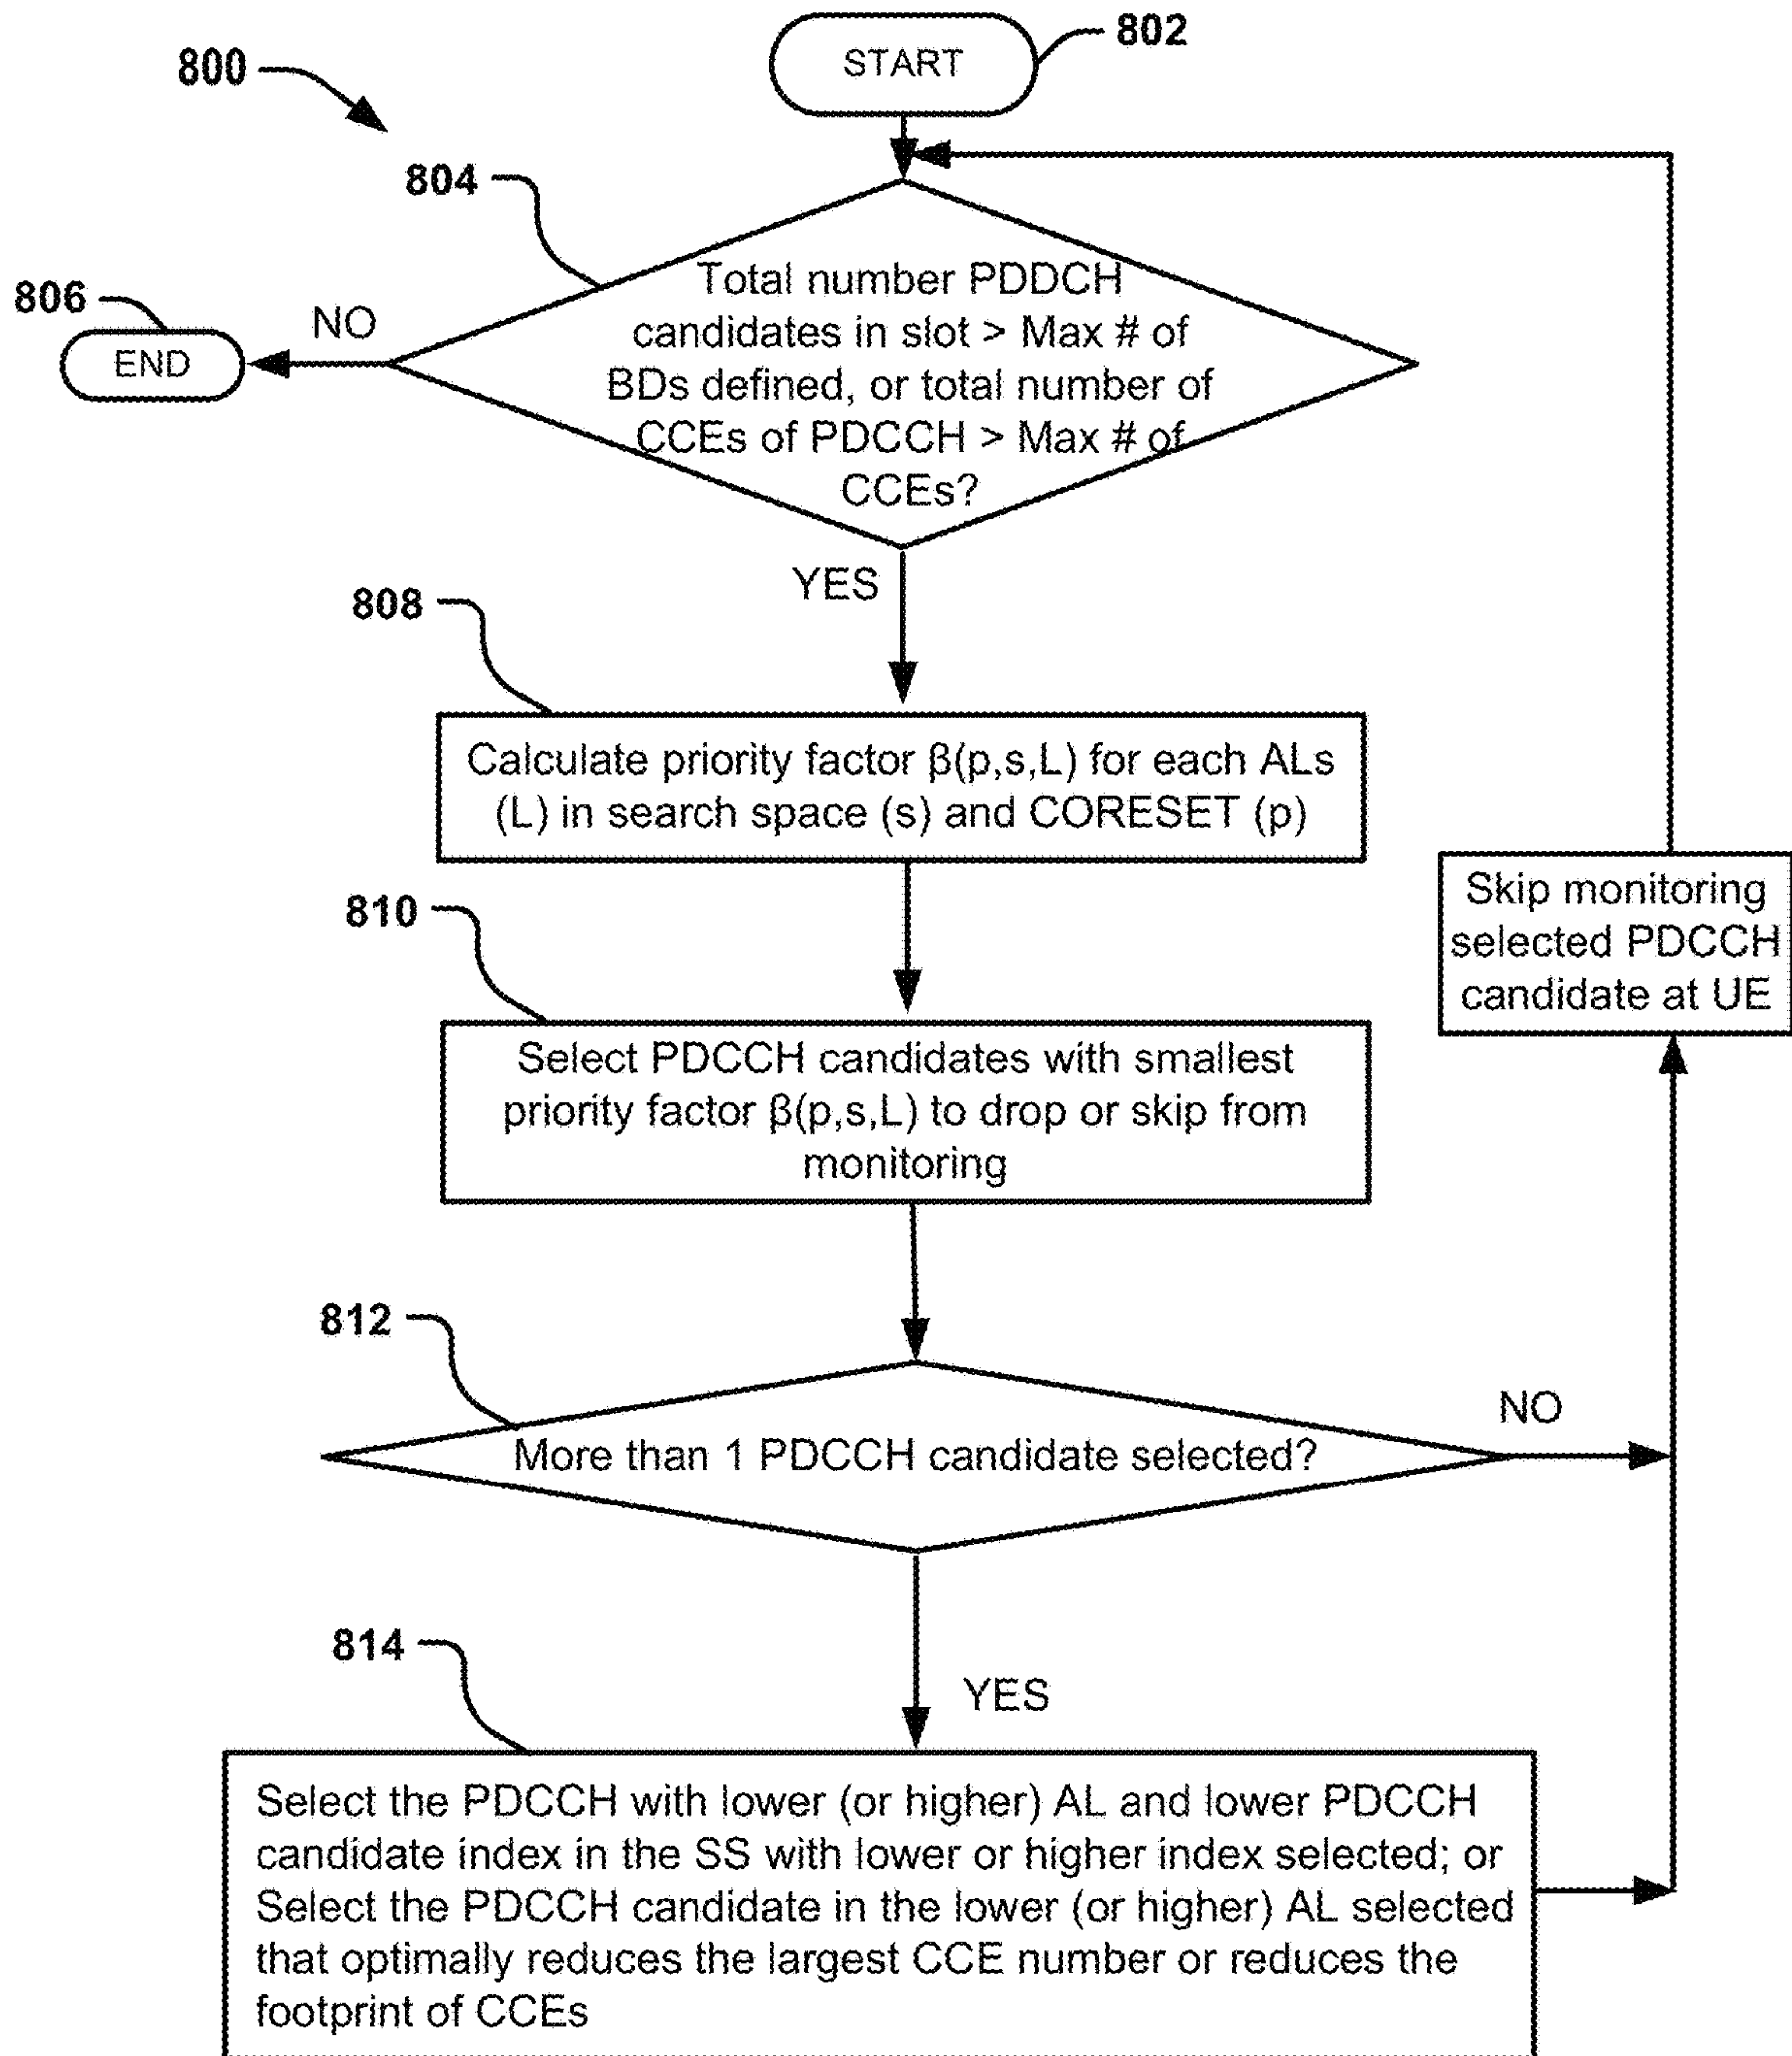 802
START
800
804
Total number PDDCH
candidates in slot > Max # of
BDs defined, or total number of
CCEs of PDCCH > Max # of
CCEs?
806
NO
END
YES
808
Calculate priority factor β(p,s,L) for each ALs
(L) in search space (s) and CORESET (p)
Skip monitoring
selected PDCCH
candidate at UE
810
Select PDCCH candidates with smallest
priority factor β(p,s,L) to drop or skip from
monitoring
812
NO
More than 1 PDCCH candidate selected?
814
YES
Select the PDCCH with lower (or higher) AL and lower PDCCH
candidate index in the SS with lower or higher index selected; or
Select the PDCCH candidate in the lower (or higher) AL selected
that optimally reduces the largest CCE number or reduces the
footprint of CCEs